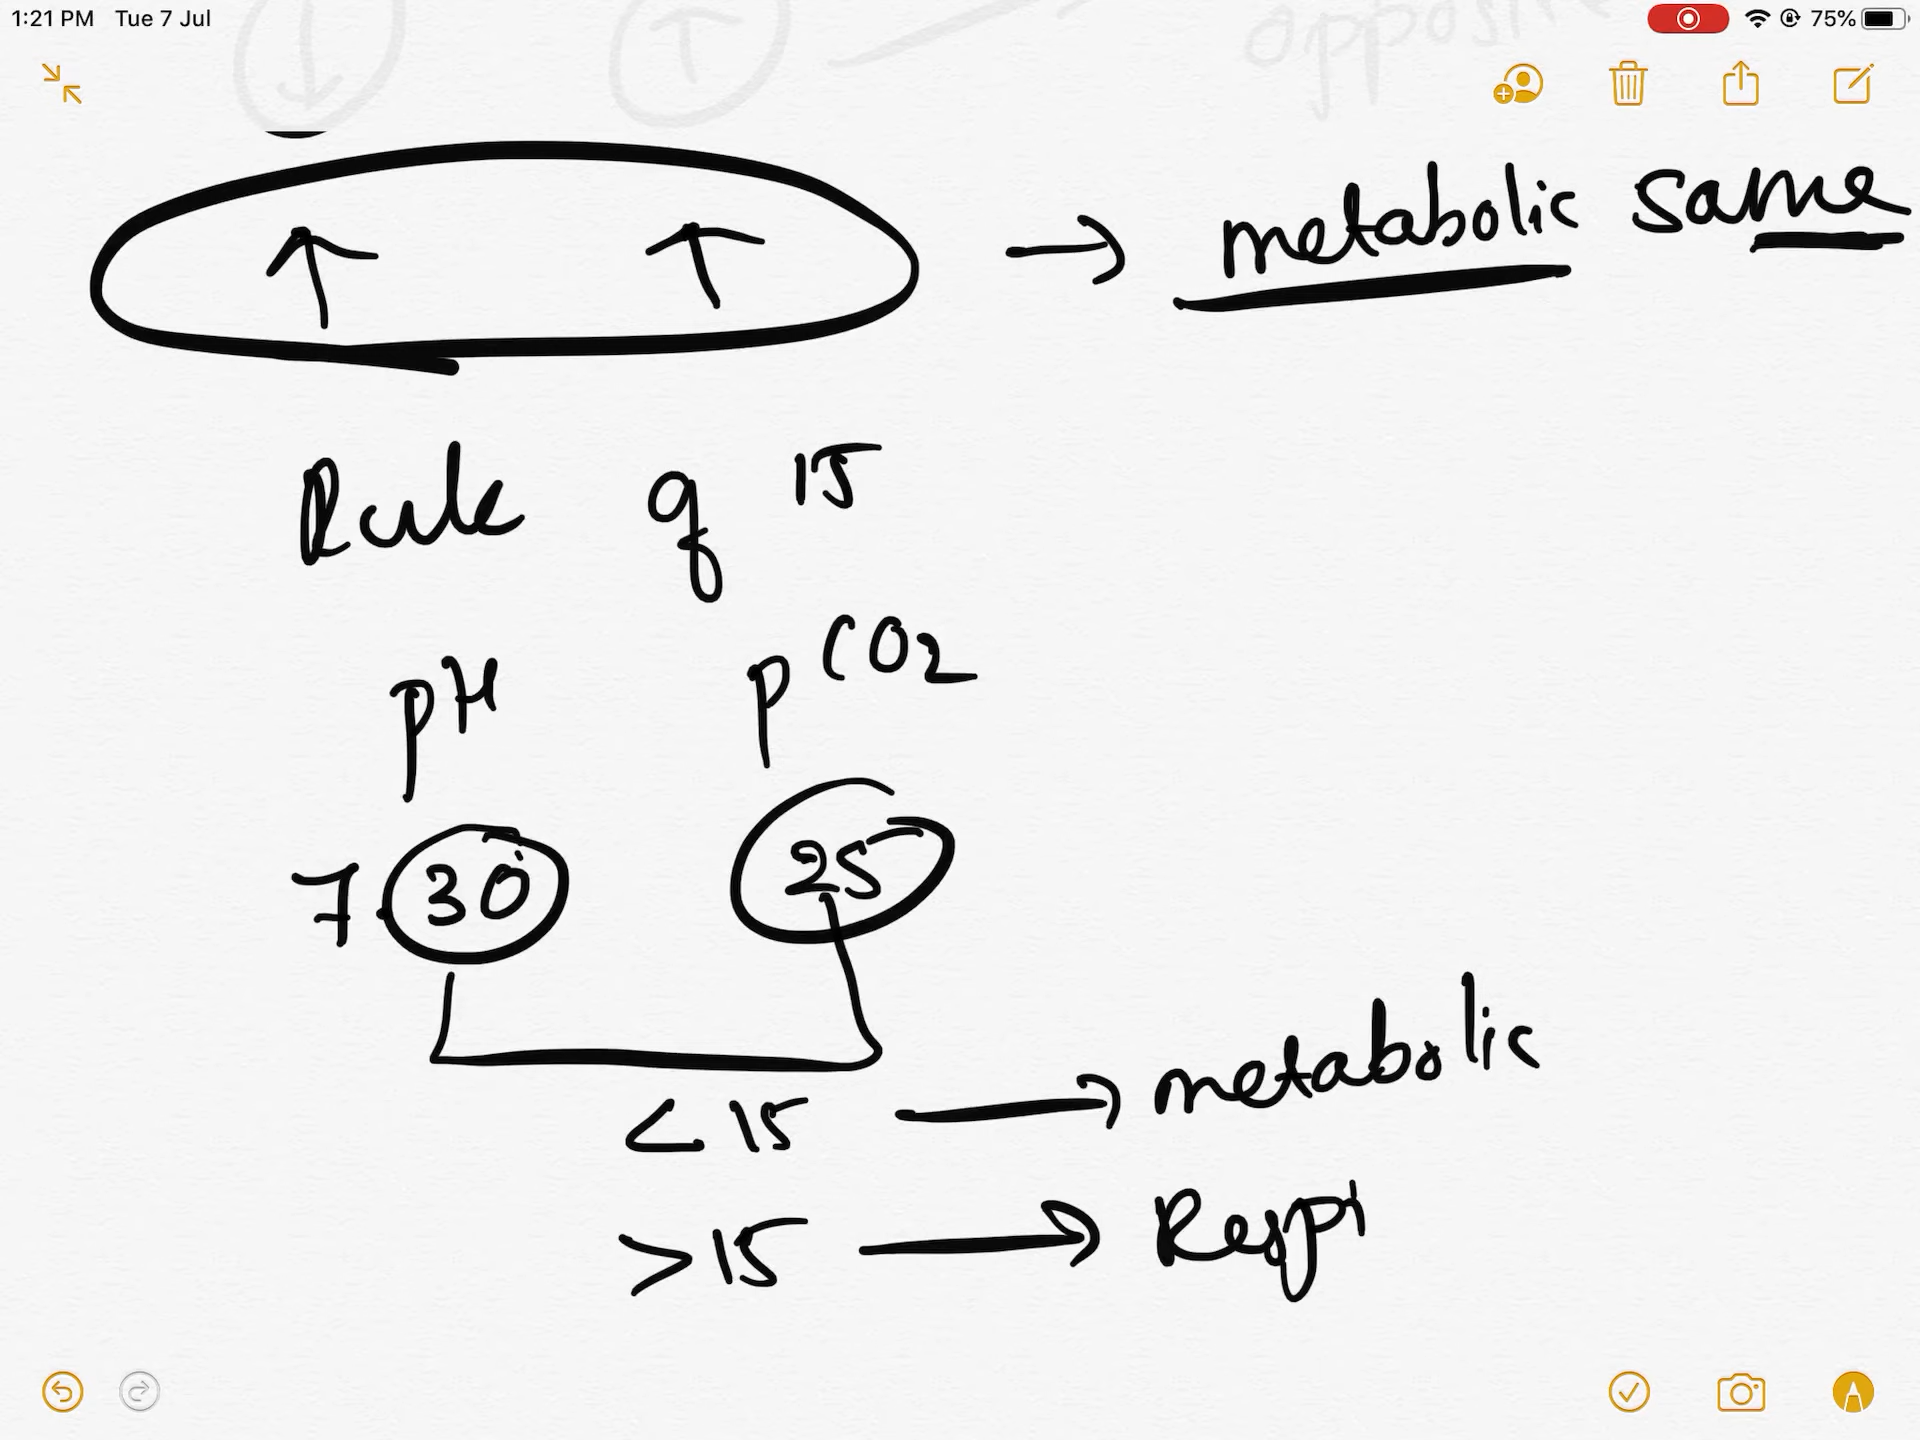 1:21 PM Tue 7 Jul 75%
opposite
↑ ↑ → metabolic same
Rule of 15
pH pCO2
7.30 25
< 15 → metabolic
> 15 → Respi